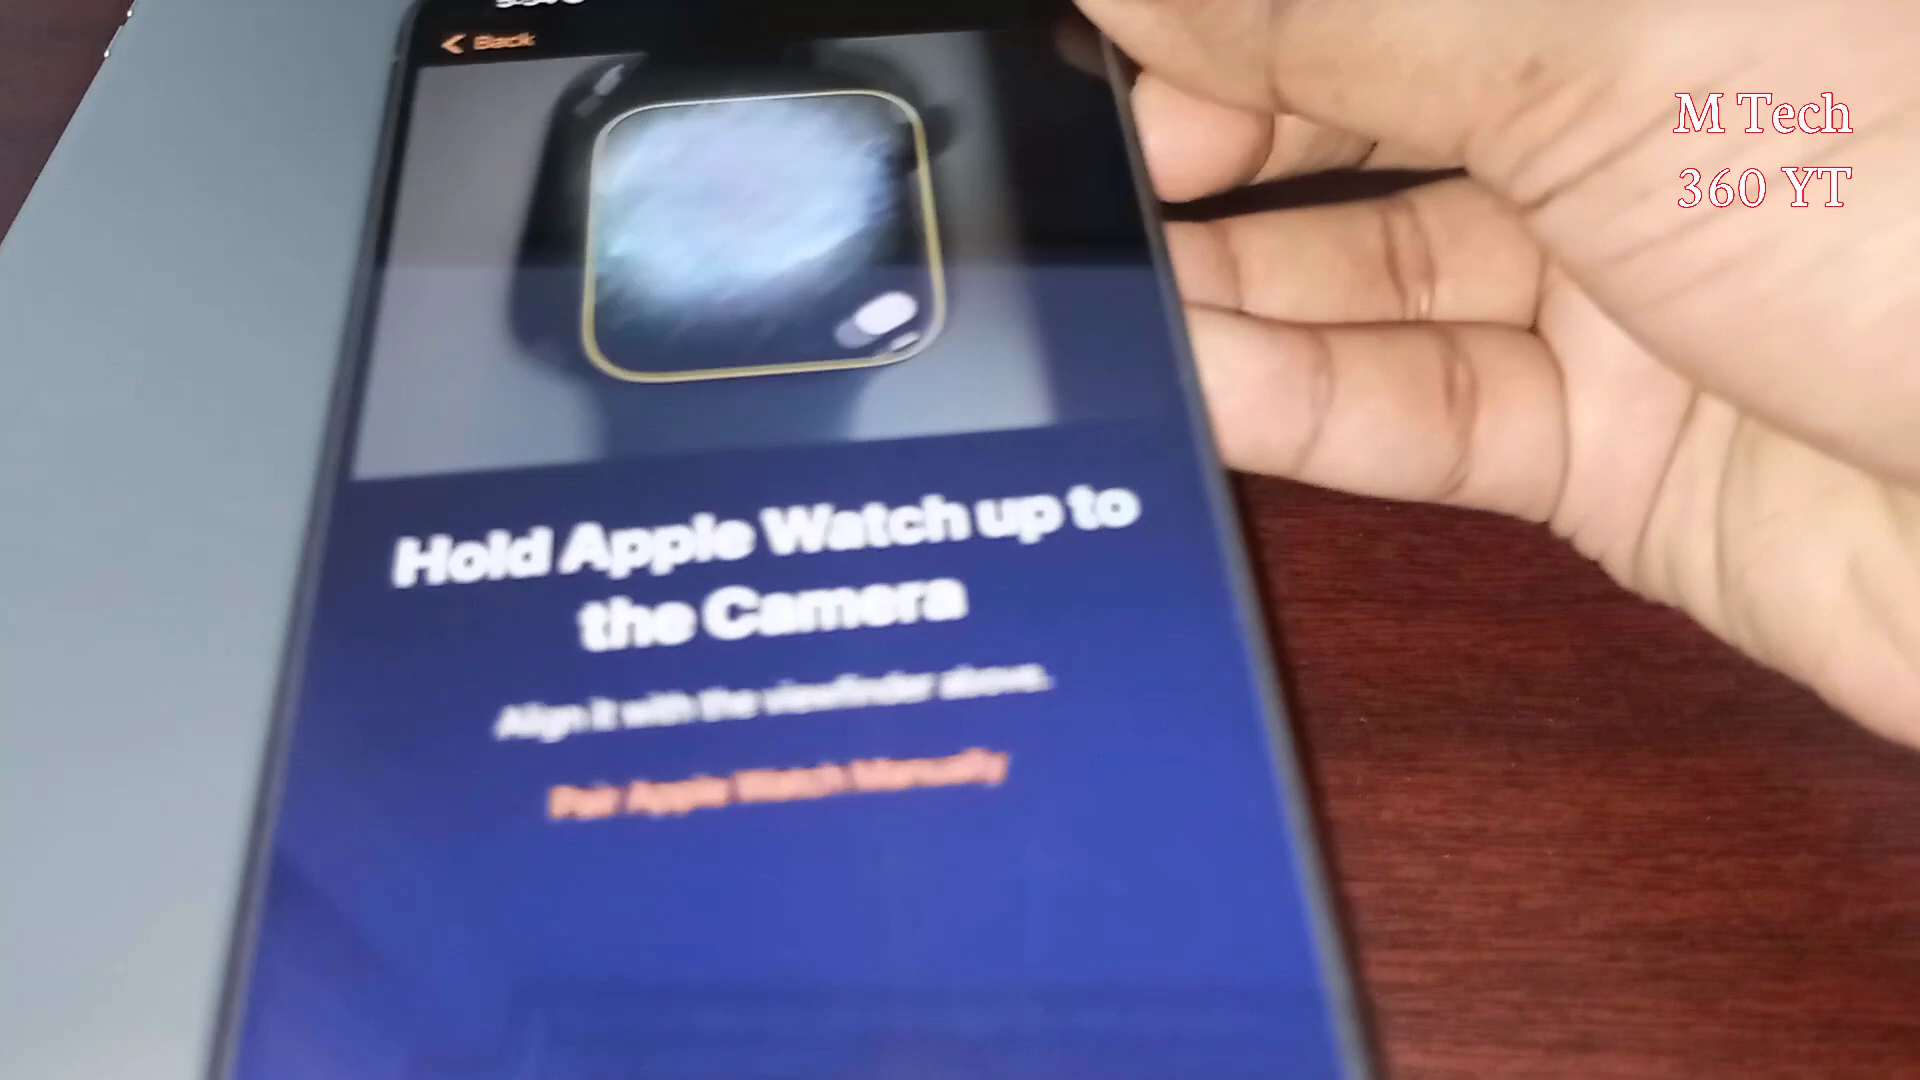 Back
M Tech
360 YT
Hold Apple Watch up to
the Camera
Align it with the viewfinder above.
Pair Apple Watch Manually